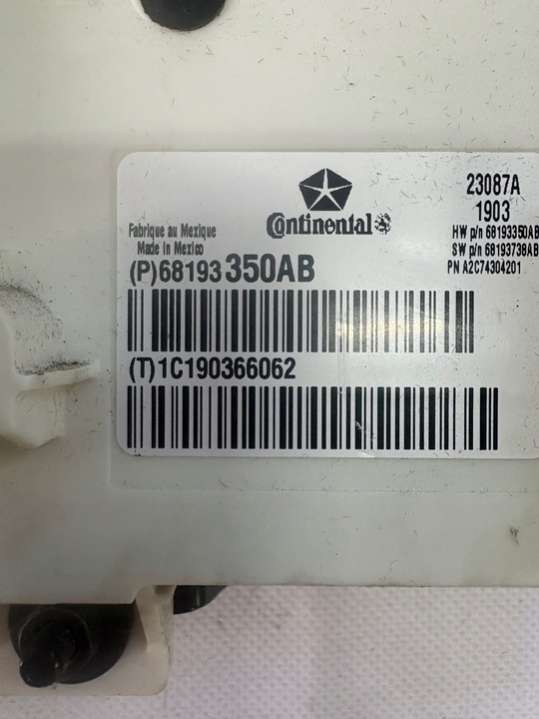 Continental
Fabrique au Mexique
Made in Mexico
23087A
1903
HW p/n 68193350AB
SW p/n 68193738AB
PN A2C74304201
(P)68193350AB
(T)1C190366062